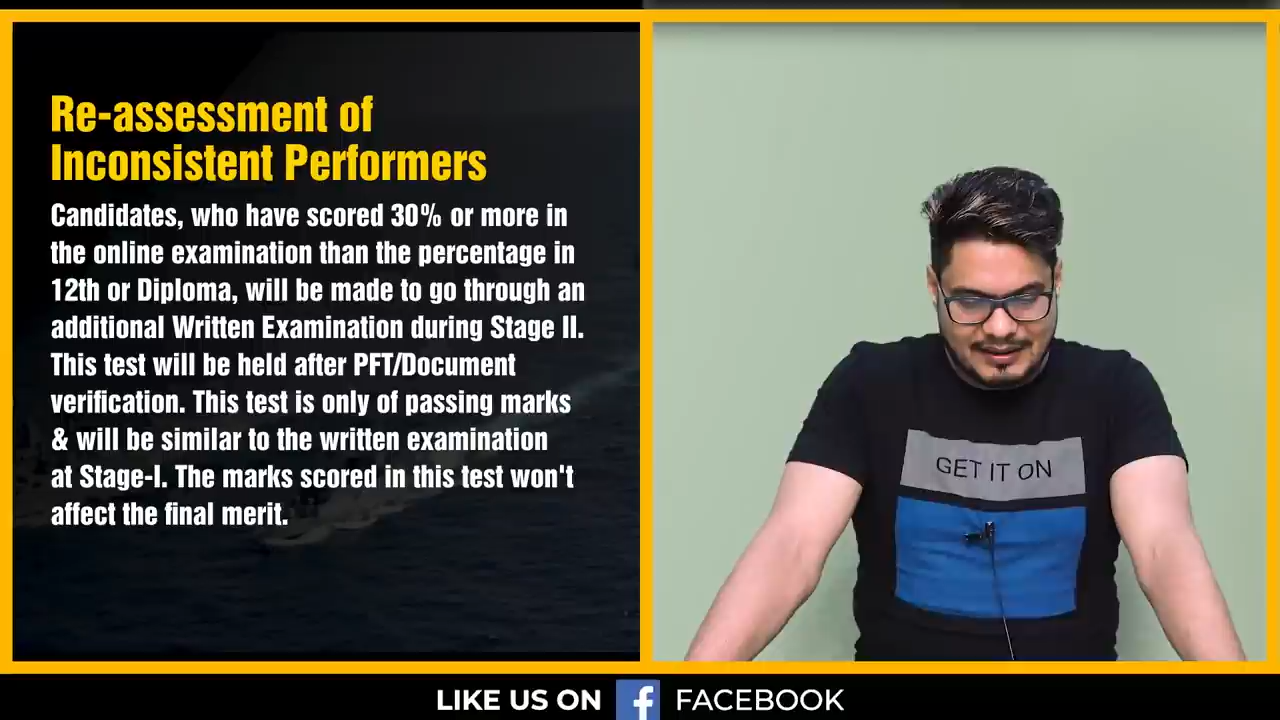 Re-assessment of
Inconsistent Performers
Candidates, who have scored 30% or more in
the online examination than the percentage in
12th or Diploma, will be made to go through an
additional Written Examination during Stage II.
This test will be held after PFT/Document
verification. This test is only of passing marks
& will be similar to the written examination
at Stage-I. The marks scored in this test won't
affect the final merit.
GET IT ON
LIKE US ON f FACEBOOK